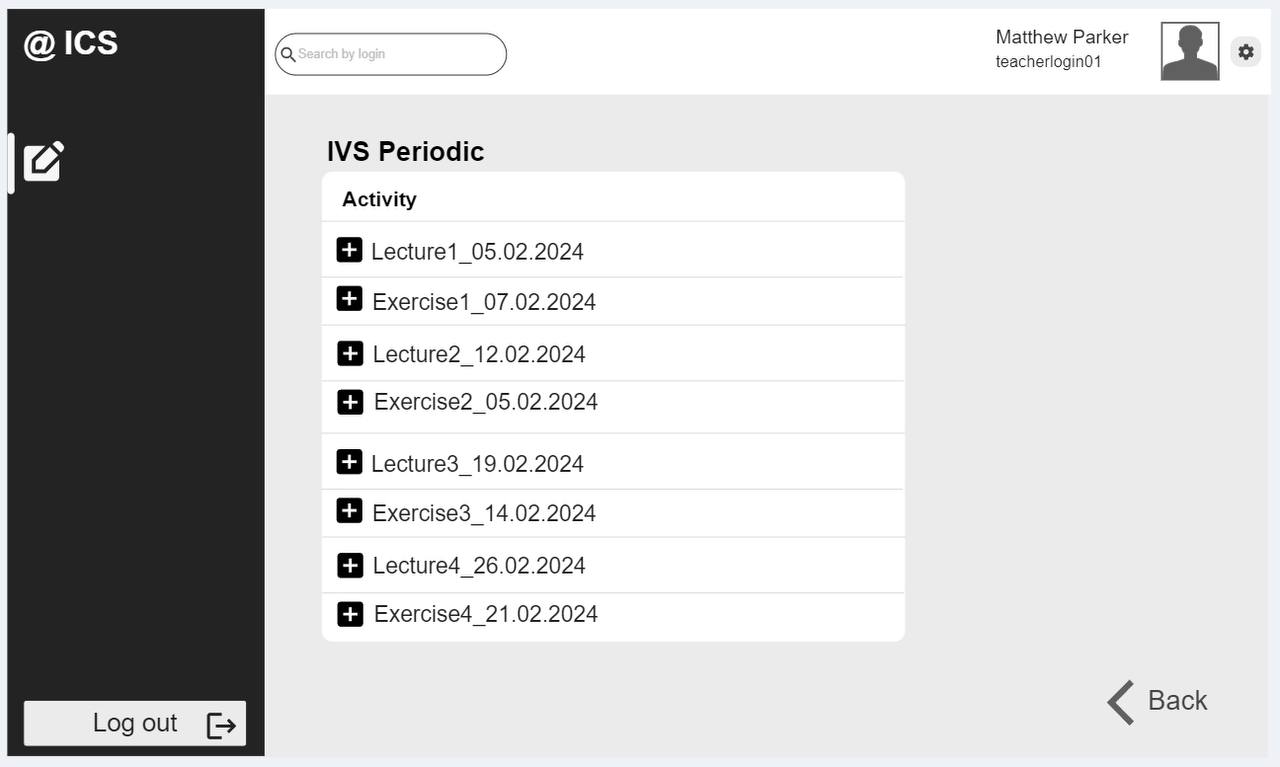 @ ICS
Search by login
Matthew Parker
teacherlogin01
IVS Periodic
Activity
Lecture1_05.02.2024
Exercise1_07.02.2024
Lecture2_12.02.2024
Exercise2_05.02.2024
Lecture3_19.02.2024
Exercise3_14.02.2024
Lecture4_26.02.2024
Exercise4_21.02.2024
Back
Log out